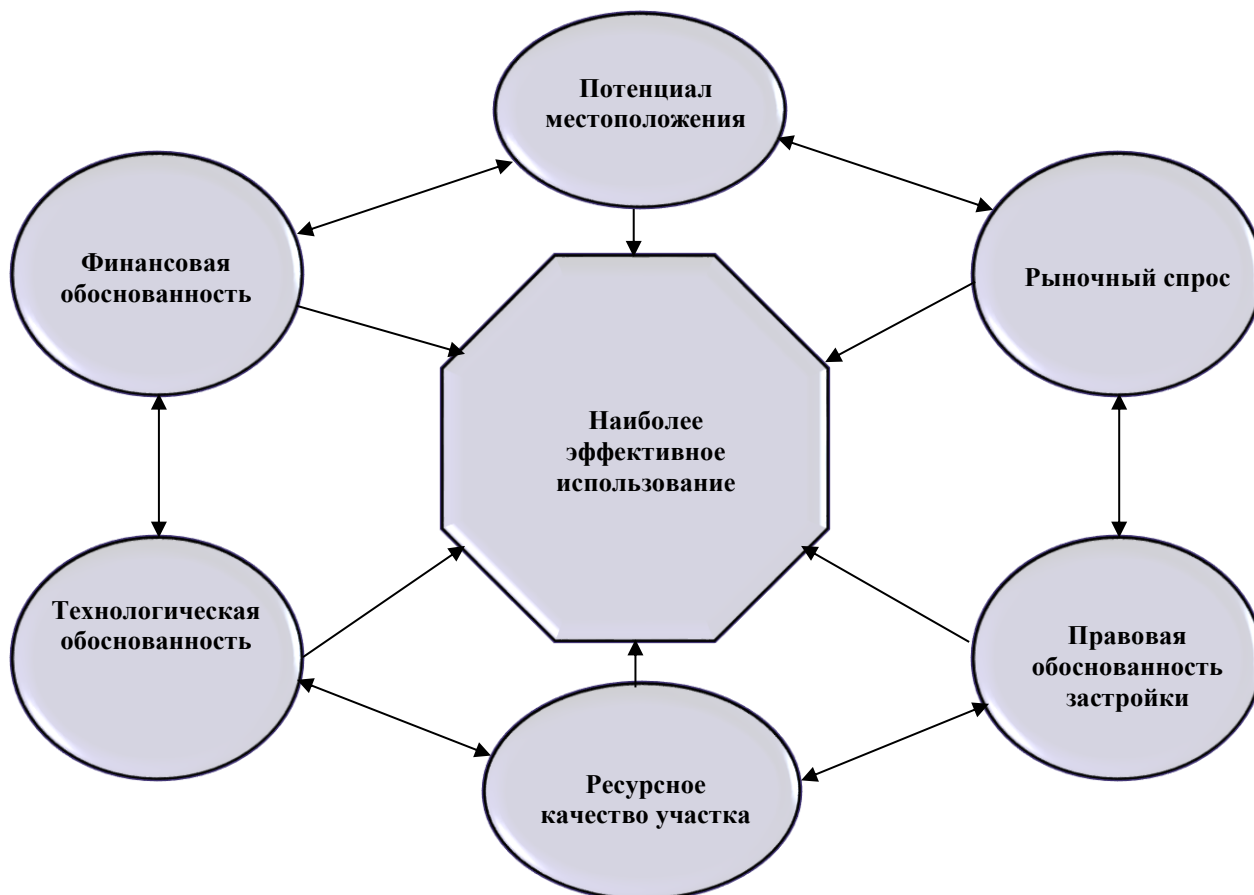 Потенциал
местоположения
Финансовая
обоснованность
Рыночный спрос
Наиболее
эффективное
использование
Технологическая
обоснованность
Правовая
обоснованность
застройки
Ресурсное
качество участка